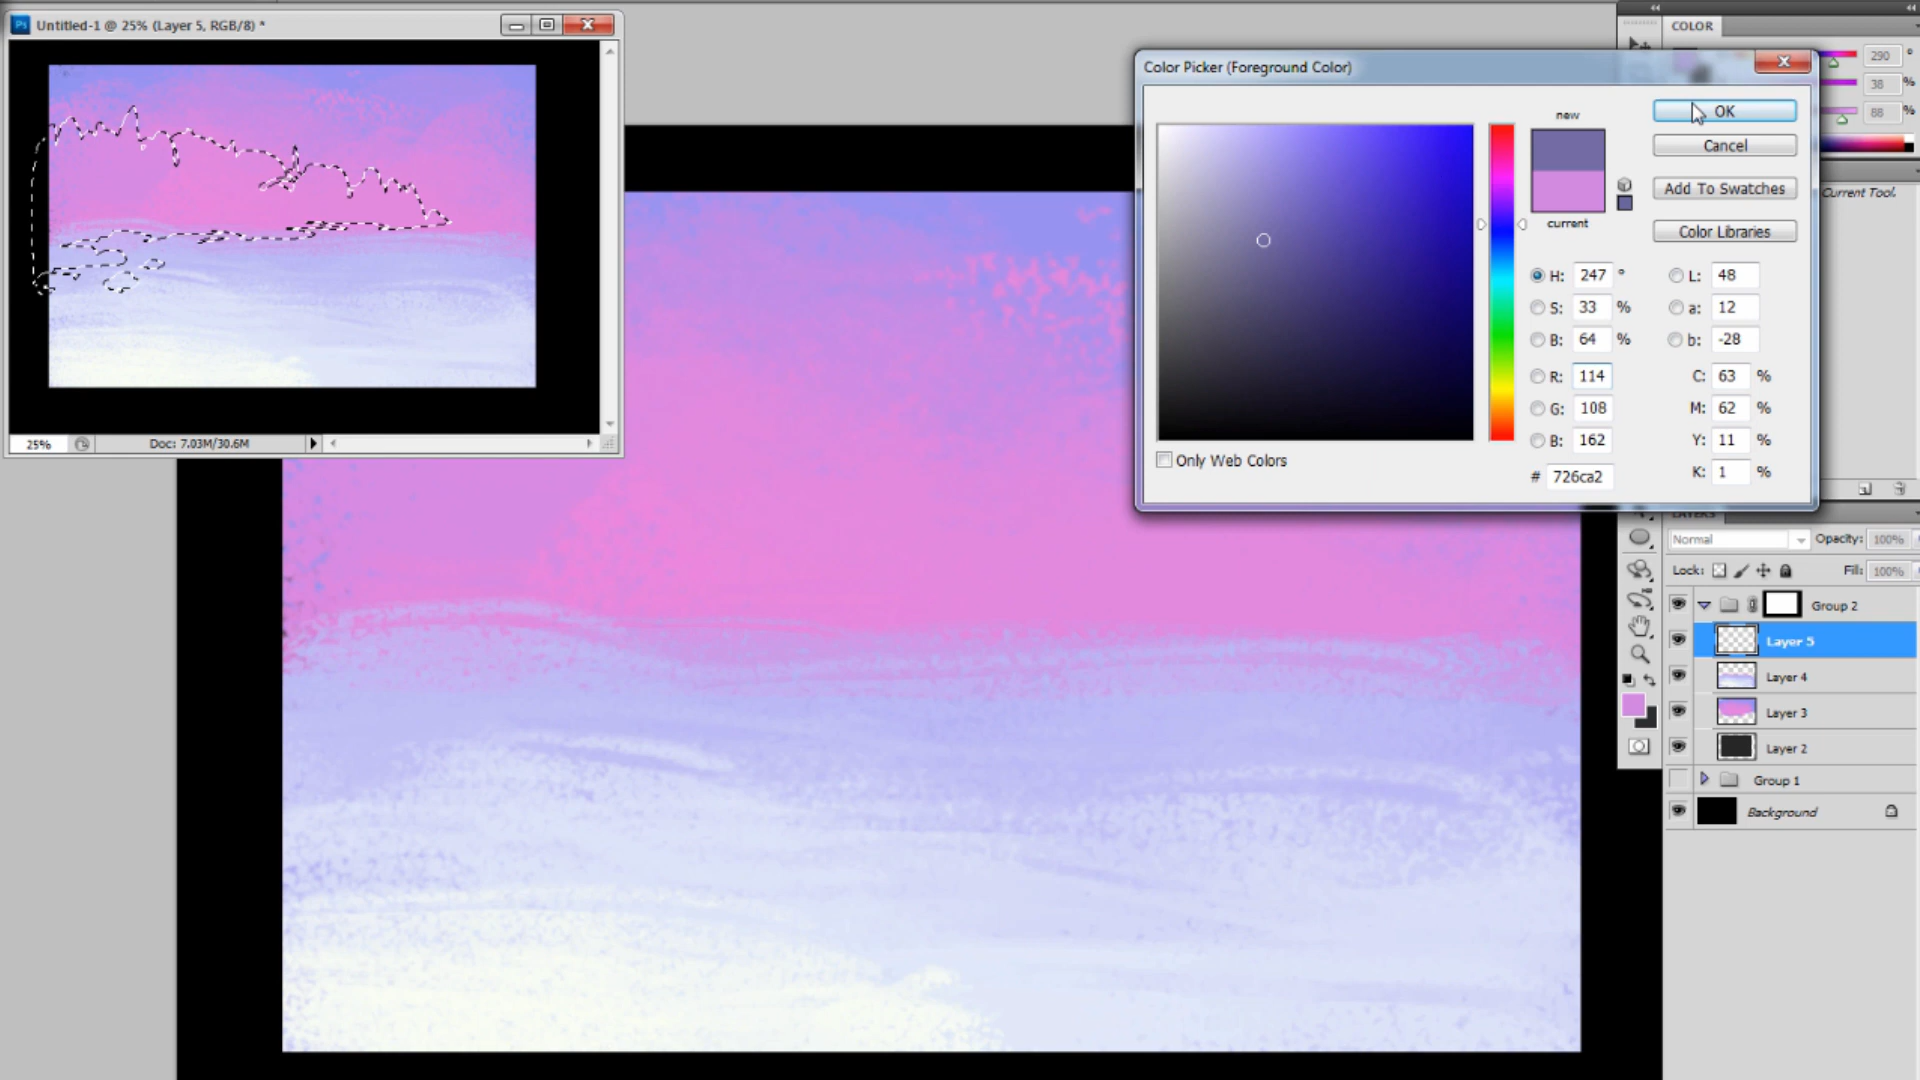 Untitled-1 @ 25% (Layer 5, RGB/8) *
25%
Doc: 7.03M/30.6M
Color Picker (Foreground Color)
new
current
OK
Cancel
Add To Swatches
Color Libraries
H: 247 °
S: 33 %
B: 64 %
R: 114
G: 108
B: 162
# 726ca2
L: 48
a: 12
b: -28
C: 63 %
M: 62 %
Y: 11 %
K: 1 %
Only Web Colors
COLOR
290 °
38 %
88 %
Current Tool.
LAYERS
Normal
Opacity: 100%
Lock:
Fill: 100%
Group 2
Layer 5
Layer 4
Layer 3
Layer 2
Group 1
Background